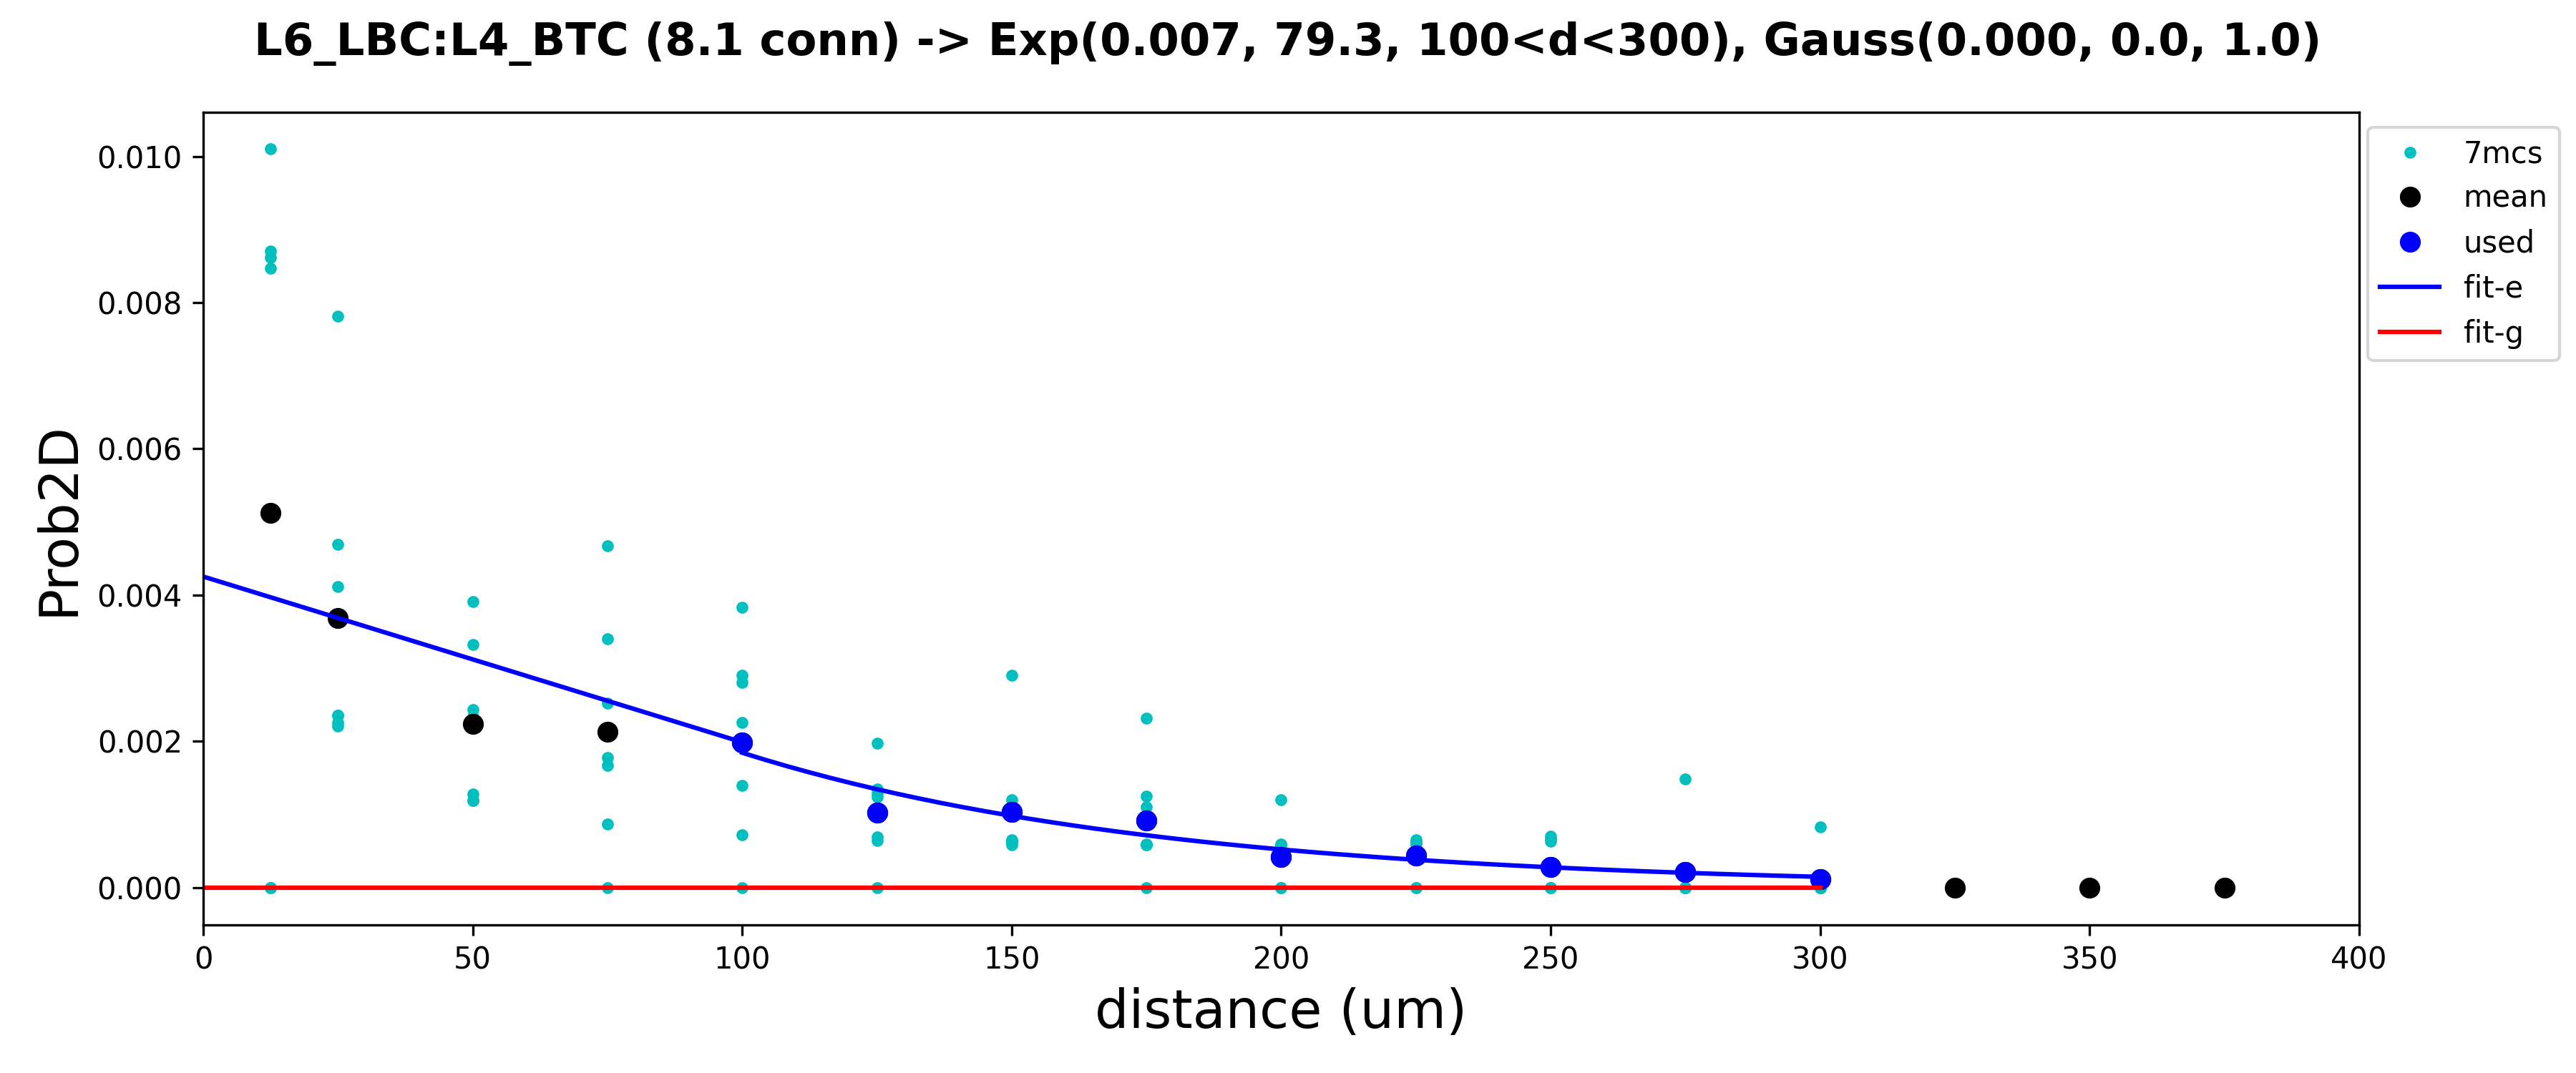 L6_LBC:L4_BTC (8.1 conn) -> Exp(0.007, 79.3, 100<d<300), Gauss(0.000, 0.0, 1.0)
0.010
0.008
0.006
0.004
0.002
0.000
Prob2D
0 50 100 150 200 250 300 350 400
distance (um)
7mcs
mean
used
fit-e
fit-g